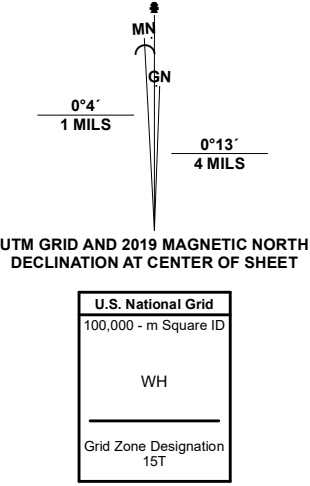 MN
GN
0°4´
1 MILS
0°13´
4 MILS
UTM GRID AND 2019 MAGNETIC NORTH
DECLINATION AT CENTER OF SHEET
U.S. National Grid
100,000 - m Square ID
WH
Grid Zone Designation
15T